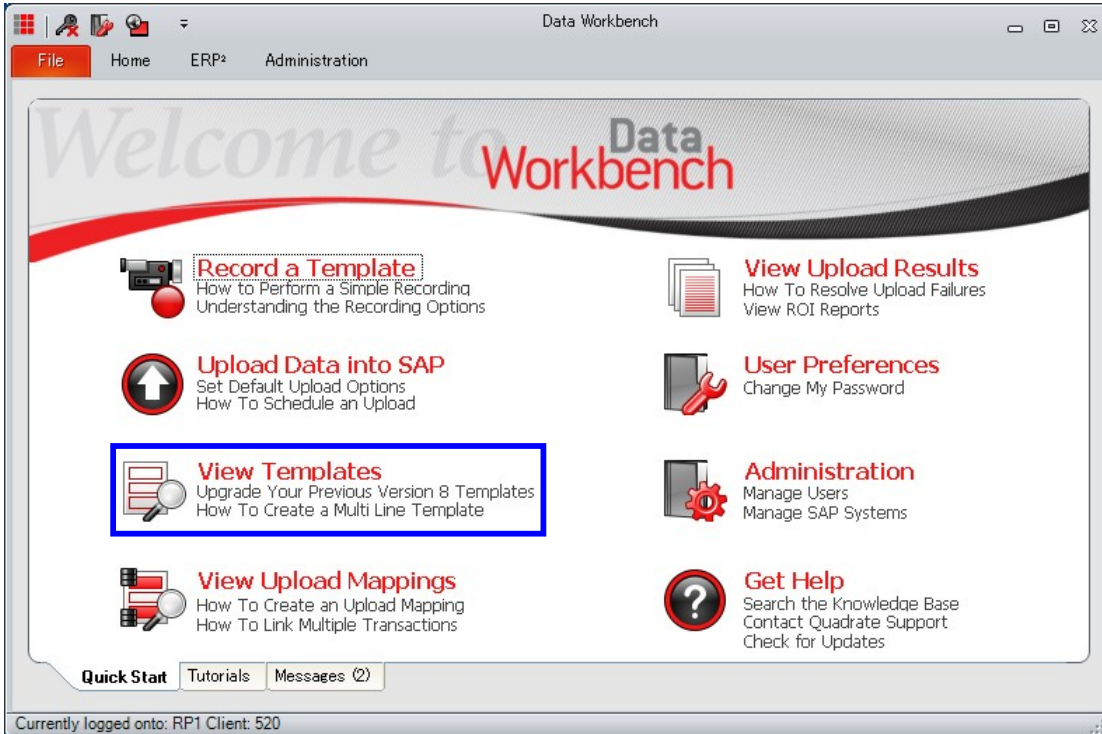 Data Workbench
File Home ERP² Administration
Welcome to
Data
Workbench
Record a Template
How to Perform a Simple Recording
Understanding the Recording Options
Upload Data into SAP
Set Default Upload Options
How To Schedule an Upload
View Templates
Upgrade Your Previous Version 8 Templates
How To Create a Multi Line Template
View Upload Mappings
How To Create an Upload Mapping
How To Link Multiple Transactions
View Upload Results
How To Resolve Upload Failures
View ROI Reports
User Preferences
Change My Password
Administration
Manage Users
Manage SAP Systems
Get Help
Search the Knowledge Base
Contact Quadrate Support
Check for Updates
Quick Start Tutorials Messages (2)
Currently logged onto: RP1 Client: 520